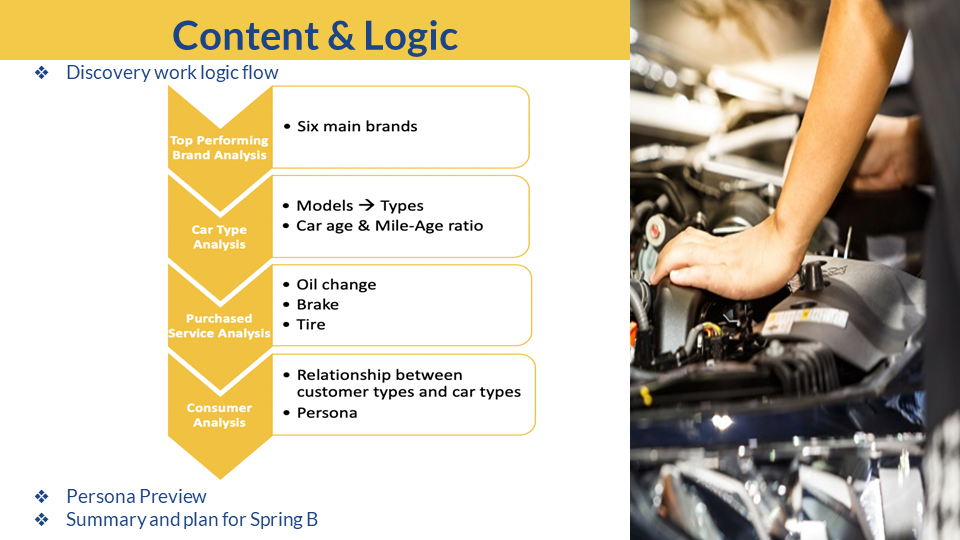 Content & Logic
❖ Discovery work logic flow
Top Performing
Brand Analysis
• Six main brands
Car Type
Analysis
• Models → Types
• Car age & Mile-Age ratio
Purchased
Service Analysis
• Oil change
• Brake
• Tire
Consumer
Analysis
• Relationship between
customer types and car types
• Persona
❖ Persona Preview
❖ Summary and plan for Spring B